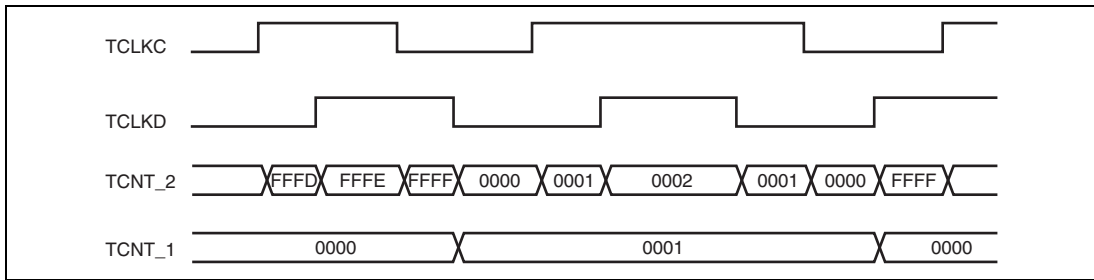 TCLKC
TCLKD
TCNT_2 FFFD FFFE FFFF 0000 0001 0002 0001 0000 FFFF
TCNT_1 0000 0001 0000